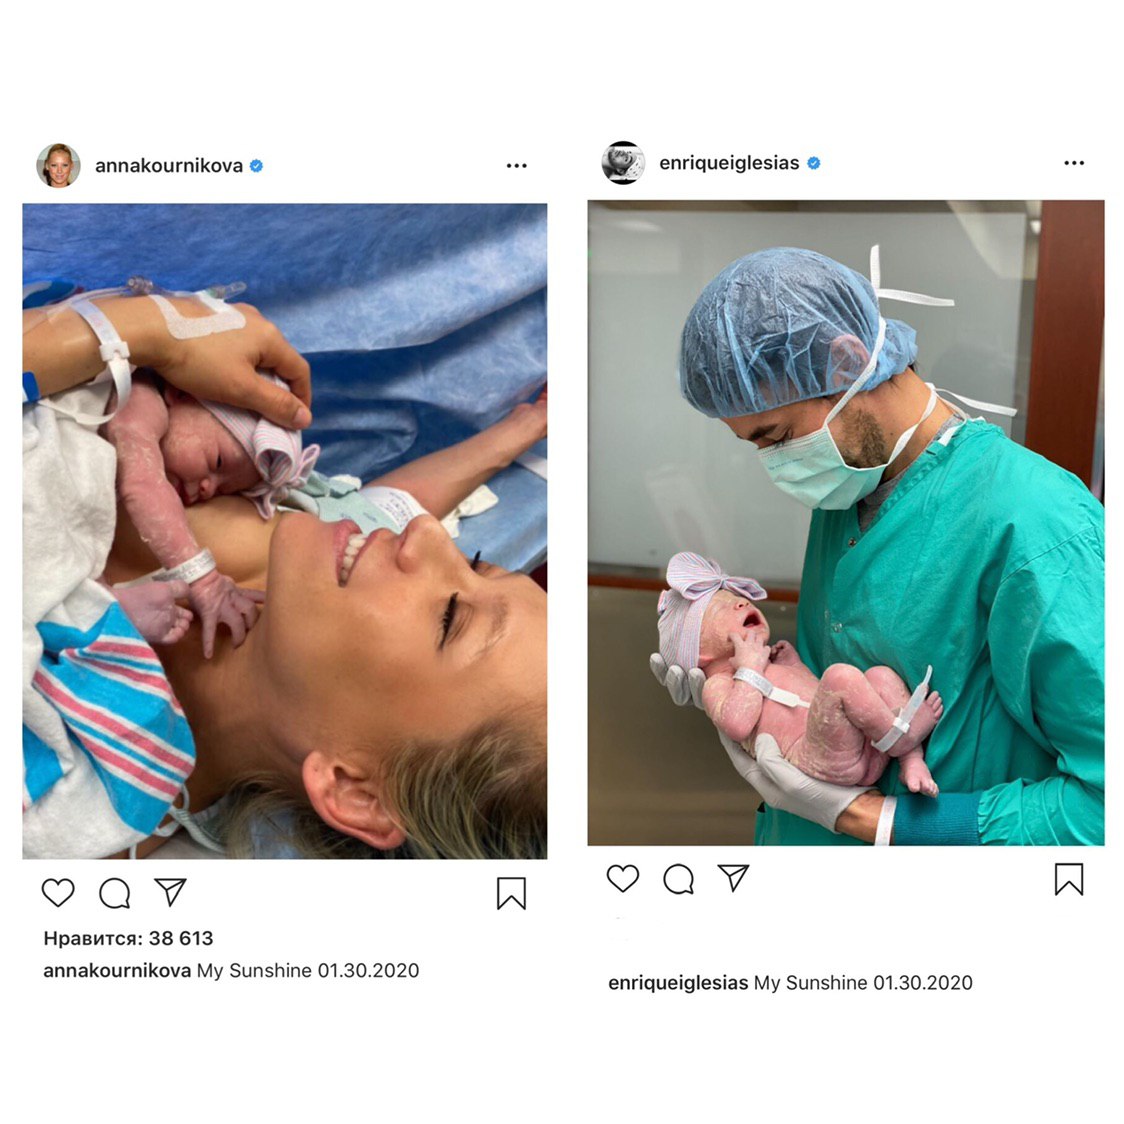 annakournikova
Нравится: 38 613
annakournikova My Sunshine 01.30.2020
enriqueiglesias
enriqueiglesias My Sunshine 01.30.2020